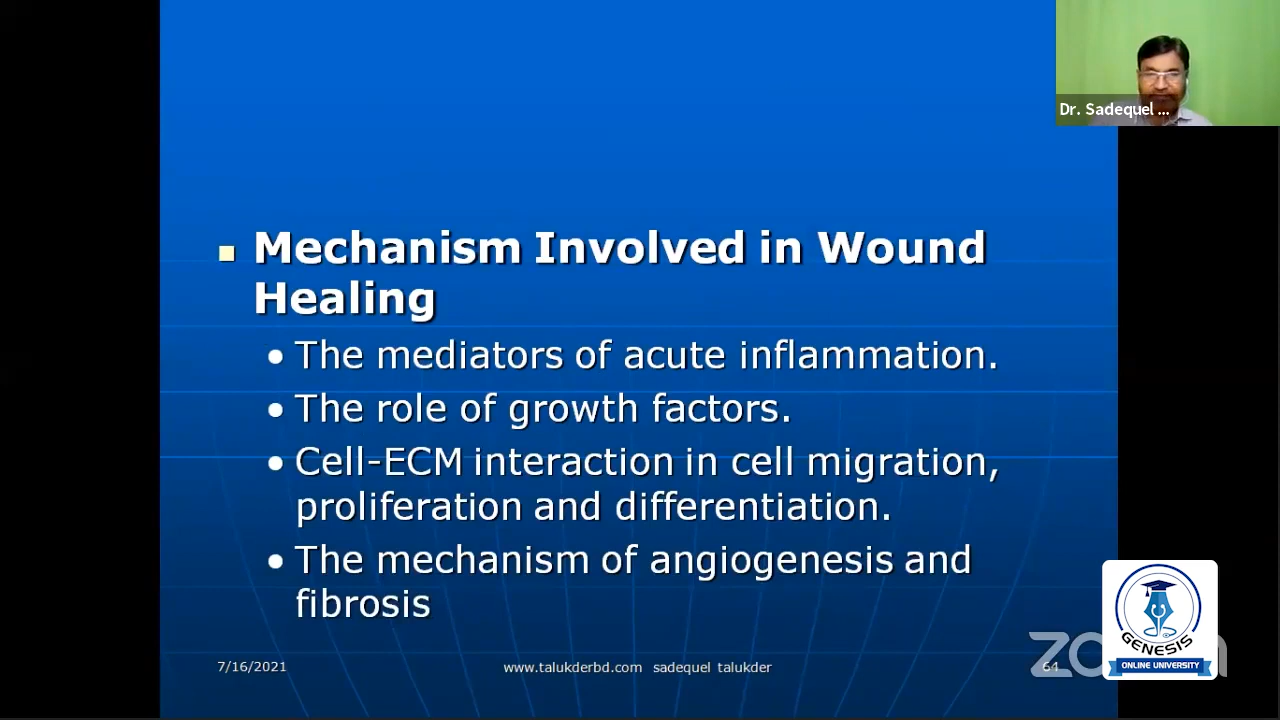 Dr. Sadequel ...
Mechanism Involved in Wound
Healing
The mediators of acute inflammation.
The role of growth factors.
Cell-ECM interaction in cell migration,
proliferation and differentiation.
The mechanism of angiogenesis and
fibrosis
7/16/2021
www.talukderbd.com sadequel talukder
64
zoom
GENESIS
ONLINE UNIVERSITY